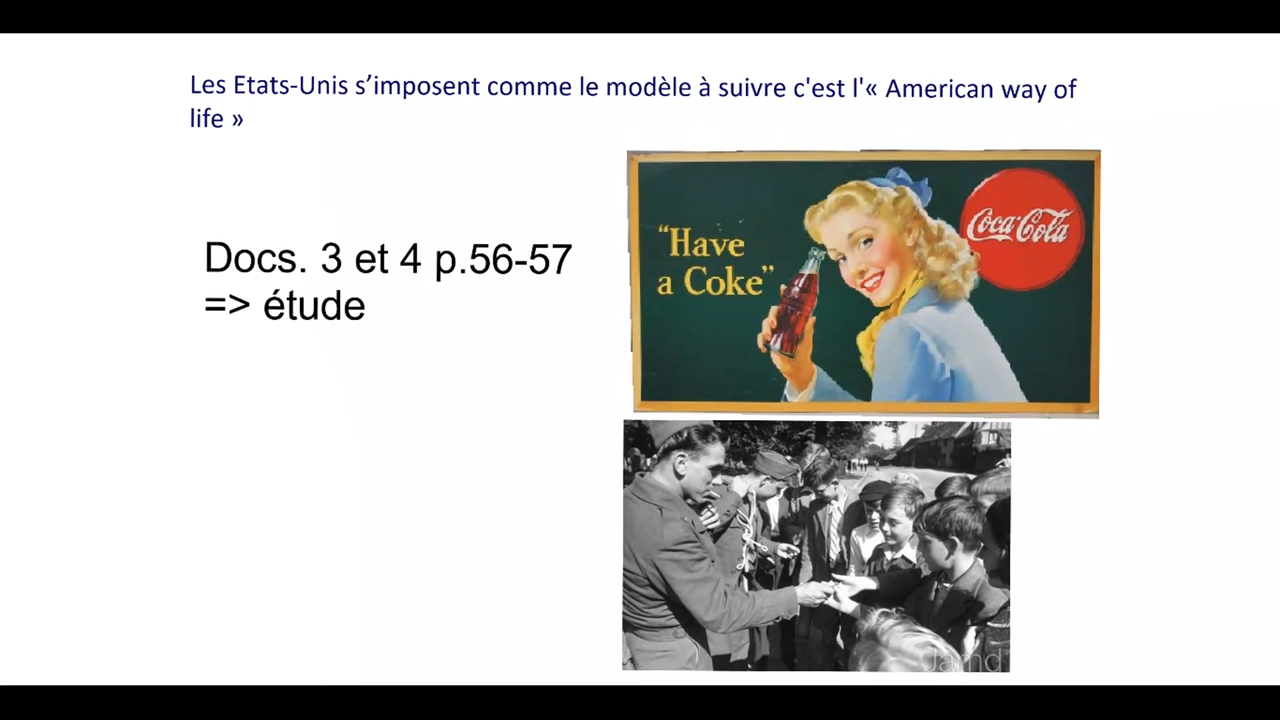 Les Etats-Unis s’imposent comme le modèle à suivre c'est l'« American way of
life »
Docs. 3 et 4 p.56-57
=> étude
“Have
a Coke”
Coca-Cola
Jamd